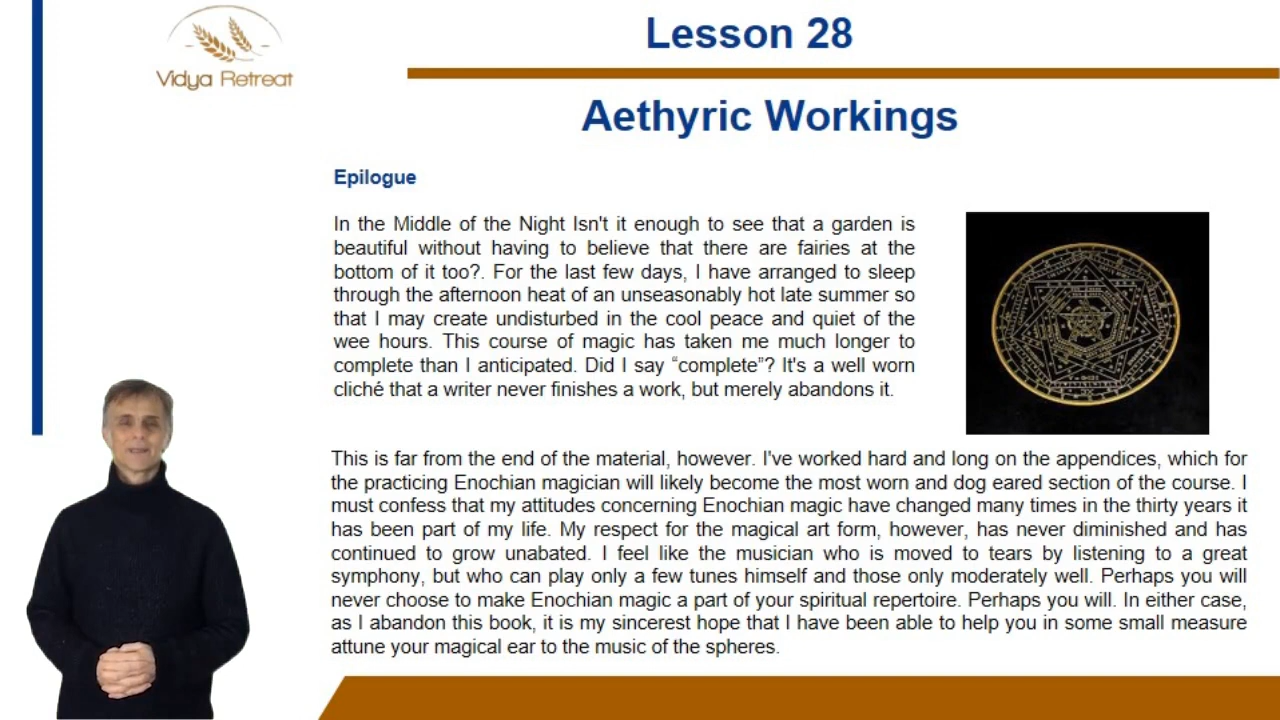 Vidya Retreat
Lesson 28
Aethyric Workings
Epilogue
In the Middle of the Night Isn't it enough to see that a garden is
beautiful without having to believe that there are fairies at the
bottom of it too?. For the last few days, I have arranged to sleep
through the afternoon heat of an unseasonably hot late summer so
that I may create undisturbed in the cool peace and quiet of the
wee hours. This course of magic has taken me much longer to
complete than I anticipated. Did I say “complete”? It's a well worn
cliché that a writer never finishes a work, but merely abandons it.
This is far from the end of the material, however. I've worked hard and long on the appendices, which for
the practicing Enochian magician will likely become the most worn and dog eared section of the course. I
must confess that my attitudes concerning Enochian magic have changed many times in the thirty years it
has been part of my life. My respect for the magical art form, however, has never diminished and has
continued to grow unabated. I feel like the musician who is moved to tears by listening to a great
symphony, but who can play only a few tunes himself and those only moderately well. Perhaps you will
never choose to make Enochian magic a part of your spiritual repertoire. Perhaps you will. In either case,
as I abandon this book, it is my sincerest hope that I have been able to help you in some small measure
attune your magical ear to the music of the spheres.